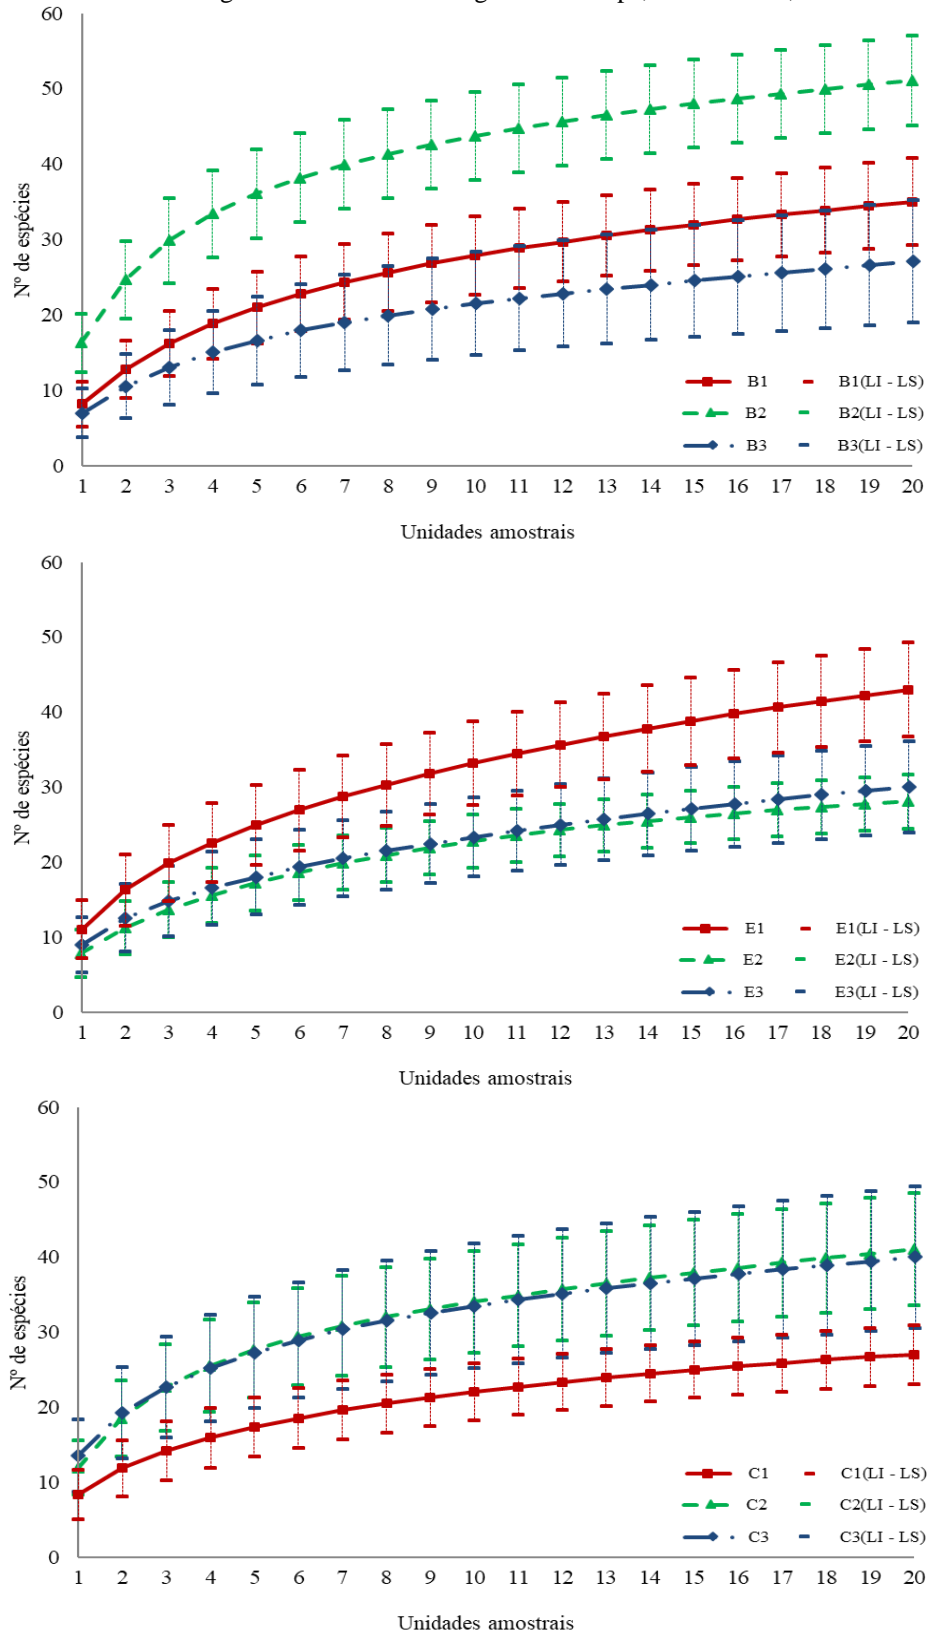 60
50
40
30
20
10
0
Nº de espécies
B1 B1(LI - LS)
B2 B2(LI - LS)
B3 B3(LI - LS)
1 2 3 4 5 6 7 8 9 10 11 12 13 14 15 16 17 18 19 20
Unidades amostrais
60
50
40
30
20
10
0
Nº de espécies
E1 E1(LI - LS)
E2 E2(LI - LS)
E3 E3(LI - LS)
1 2 3 4 5 6 7 8 9 10 11 12 13 14 15 16 17 18 19 20
Unidades amostrais
60
50
40
30
20
10
0
Nº de espécies
C1 C1(LI - LS)
C2 C2(LI - LS)
C3 C3(LI - LS)
1 2 3 4 5 6 7 8 9 10 11 12 13 14 15 16 17 18 19 20
Unidades amostrais